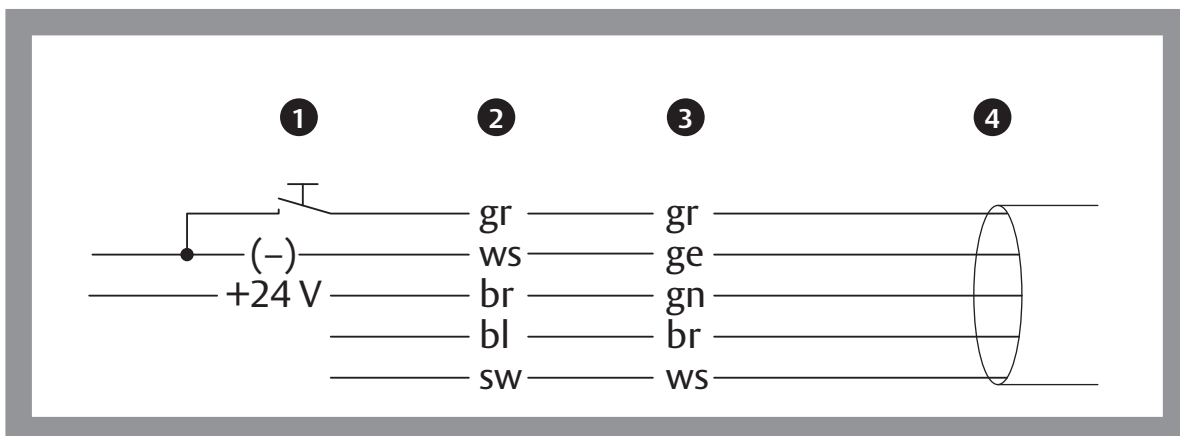 1 2 3 4
gr gr
(–) ws ge
+24 V br gn
bl br
sw ws